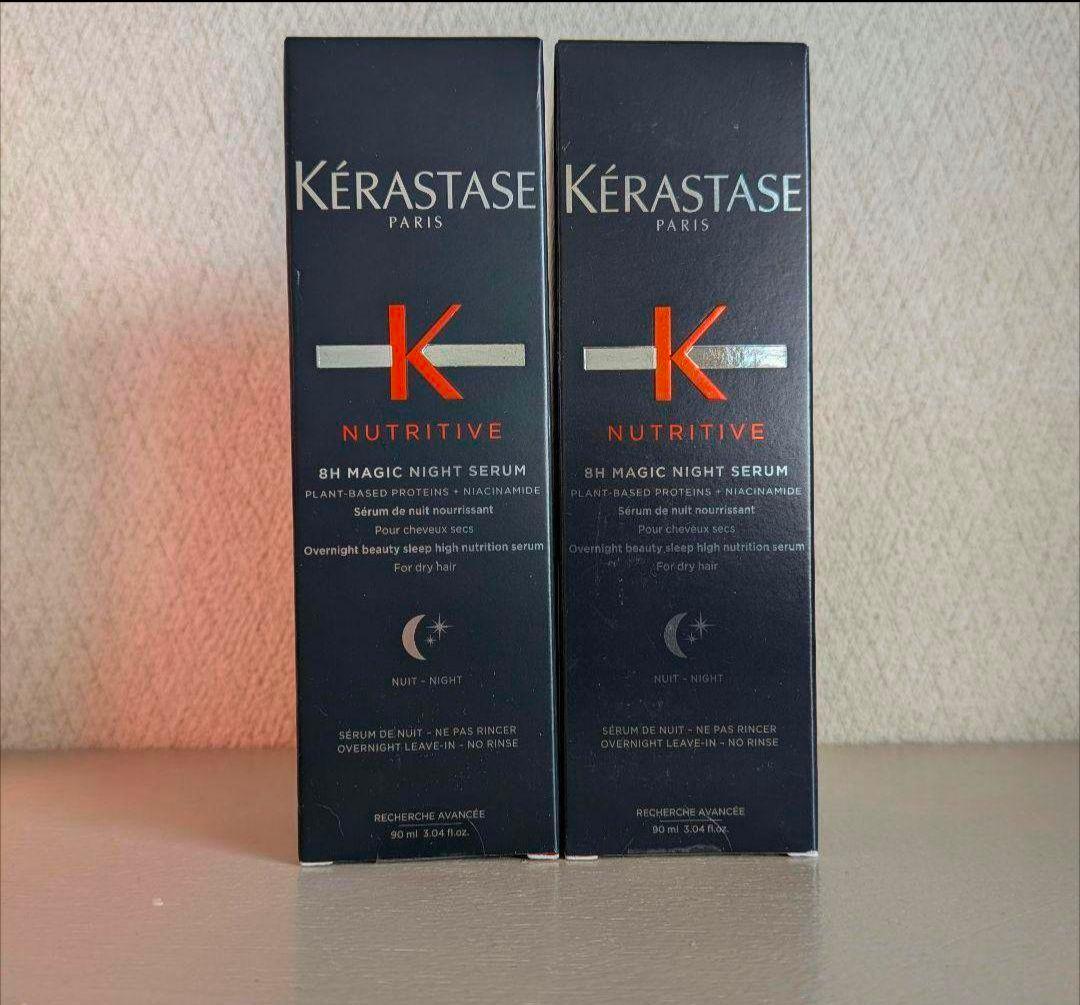 KÉRASTASE
PARIS
K
NUTRITIVE
8H MAGIC NIGHT SERUM
PLANT-BASED PROTEINS + NIACINAMIDE
Sérum de nuit nourrissant
Pour cheveux secs
Overnight beauty sleep high nutrition serum
For dry hair
NUIT - NIGHT
SÉRUM DE NUIT - NE PAS RINCER
OVERNIGHT LEAVE-IN - NO RINSE
RECHERCHE AVANCÉE
90 ml 3.04 fl.oz.
KÉRASTASE
PARIS
K
NUTRITIVE
8H MAGIC NIGHT SERUM
PLANT-BASED PROTEINS + NIACINAMIDE
Sérum de nuit nourrissant
Pour cheveux secs
Overnight beauty sleep high nutrition serum
For dry hair
NUIT - NIGHT
SÉRUM DE NUIT - NE PAS RINCER
OVERNIGHT LEAVE-IN - NO RINSE
RECHERCHE AVANCÉE
90 ml 3.04 fl.oz.